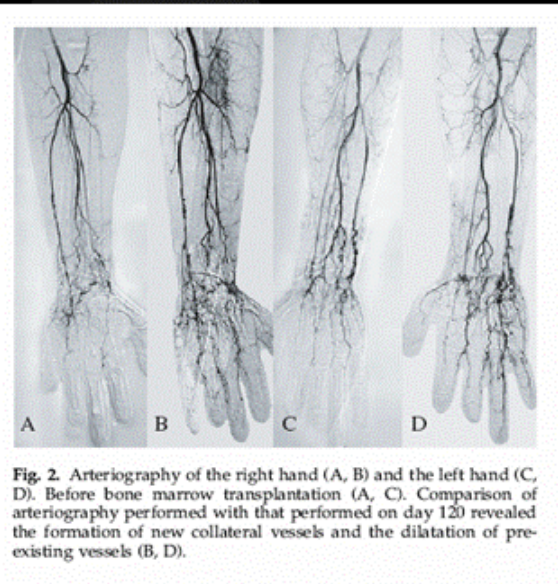 A B C D
Fig. 2. Arteriography of the right hand (A, B) and the left hand (C,
D). Before bone marrow transplantation (A, C). Comparison of
arteriography performed with that performed on day 120 revealed
the formation of new collateral vessels and the dilatation of pre-
existing vessels (B, D).